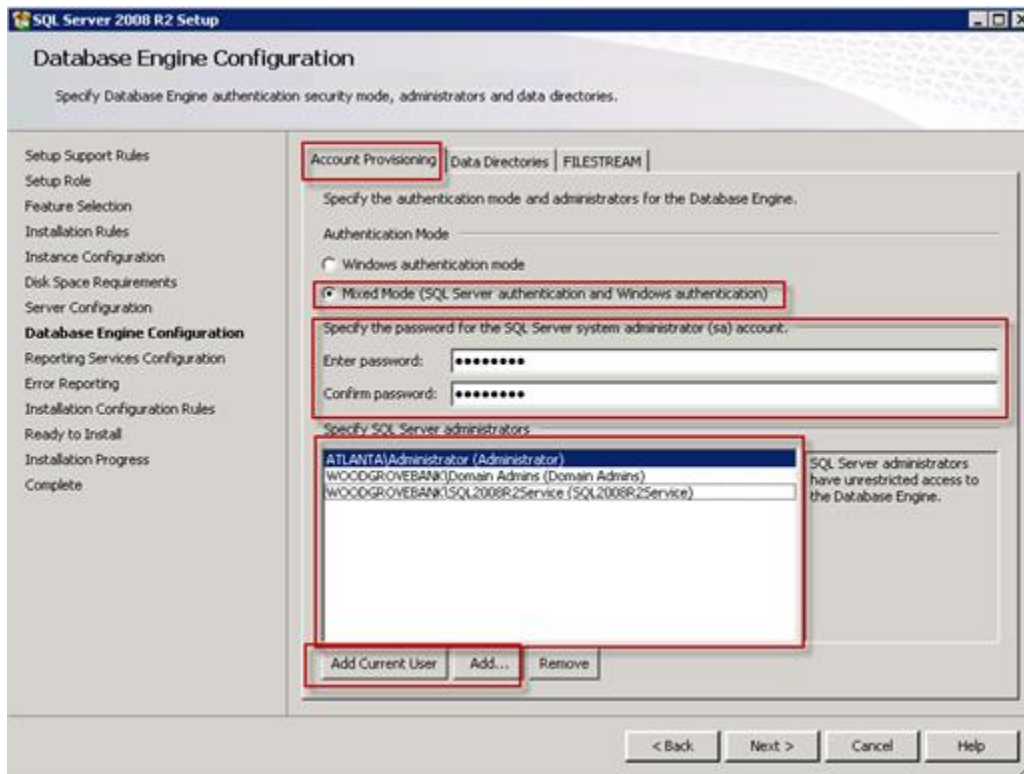 SQL Server 2008 R2 Setup
Database Engine Configuration
Specify Database Engine authentication security mode, administrators and data directories.
Setup Support Rules
Setup Role
Feature Selection
Installation Rules
Instance Configuration
Disk Space Requirements
Server Configuration
Database Engine Configuration
Reporting Services Configuration
Error Reporting
Installation Configuration Rules
Ready to Install
Installation Progress
Complete
Account Provisioning
Data Directories
FILESTREAM
Specify the authentication mode and administrators for the Database Engine.
Authentication Mode
Windows authentication mode
Mixed Mode (SQL Server authentication and Windows authentication)
Specify the password for the SQL Server system administrator (sa) account.
Enter password: ●●●●●●●●
Confirm password: ●●●●●●●●
Specify SQL Server administrators
ATLANTA\Administrator (Administrator)
WOODGROVEBANK\Domain Admins (Domain Admins)
WOODGROVEBANK\SQL2008R2Service (SQL2008R2Service)
SQL Server administrators
have unrestricted access to
the Database Engine.
Add Current User
Add...
Remove
< Back
Next >
Cancel
Help